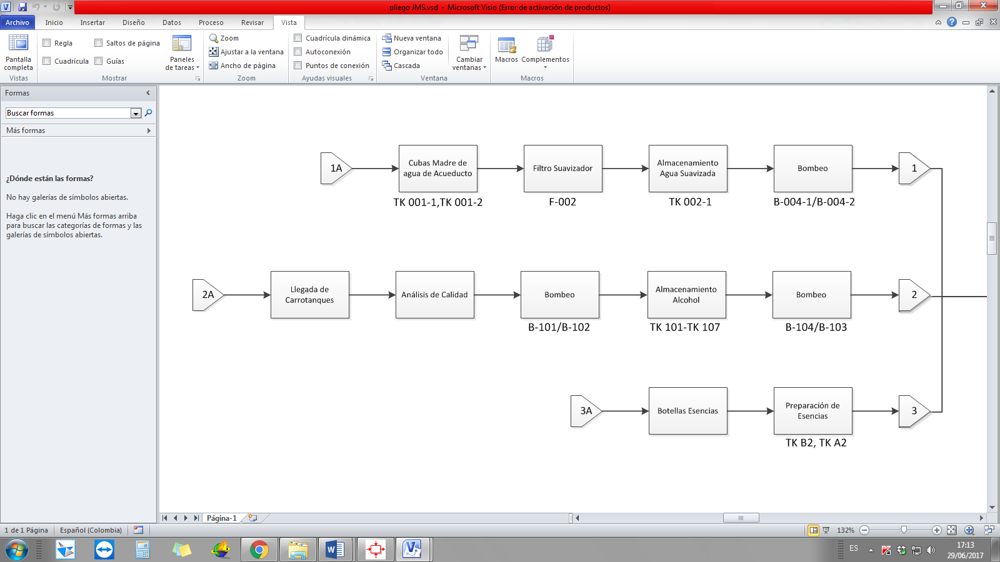 pliego JMS.vsd - Microsoft Visio (Error de activación de productos)
Archivo Inicio Insertar Diseño Datos Proceso Revisar Vista
Pantalla completa
Regla
Cuadrícula
Saltos de página
Guías
Paneles de tareas
Zoom
Ajustar a la ventana
Ancho de página
Cuadrícula dinámica
Autoconexión
Puntos de conexión
Nueva ventana
Organizar todo
Cascada
Cambiar ventanas
Macros
Complementos
Vistas Mostrar Zoom Ayudas visuales Ventana Macros
Formas
Buscar formas
Más formas
¿Dónde están las formas?
No hay galerías de símbolos abiertas.
Haga clic en el menú Más formas arriba
para buscar las categorías de formas y las
galerías de símbolos abiertas.
1A
Cubas Madre de
agua de Acueducto
Filtro Suavizador
Almacenamiento
Agua Suavizada
Bombeo
1
TK 001-1,TK 001-2
F-002
TK 002-1
B-004-1/B-004-2
2A
Llegada de
Carrotanques
Análisis de Calidad
Bombeo
Almacenamiento
Alcohol
Bombeo
2
B-101/B-102
TK 101-TK 107
B-104/B-103
3A
Botellas Esencias
Preparación de
Esencias
3
TK B2, TK A2
Página-1
1 de 1 Página Español (Colombia) 132%
ES
17:13
29/06/2017